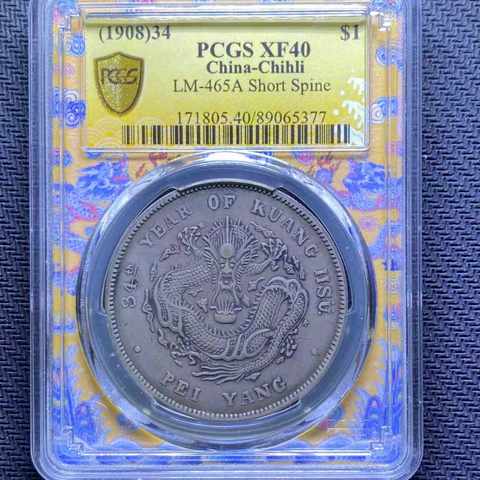 (1908)34 $1
PCGS XF40
China-Chihli
LM-465A Short Spine
171805.40/89065377
PCGS
34TH YEAR OF KUANG HSU
PEI YANG